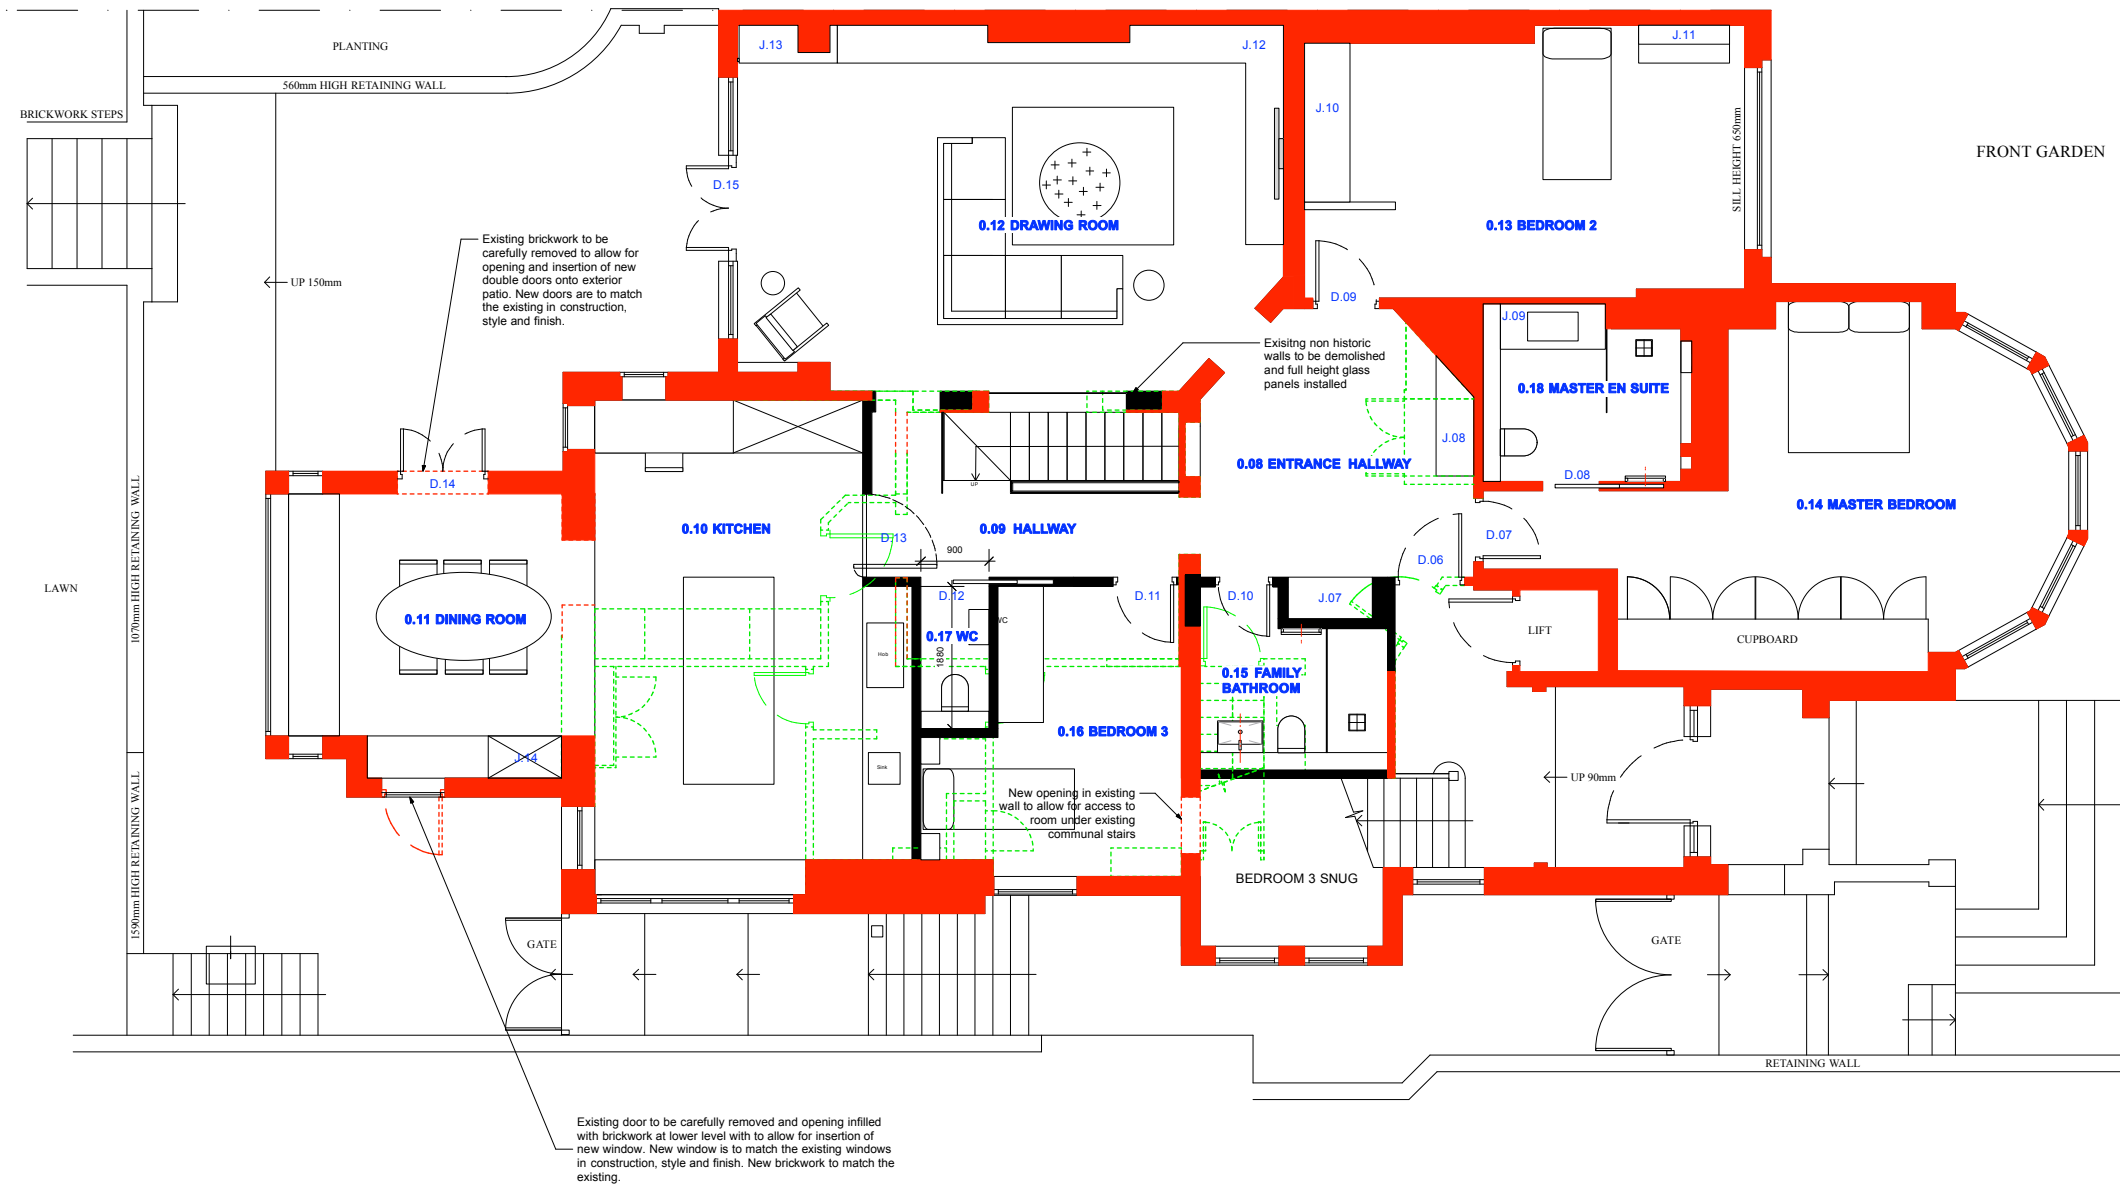 PLANTING
560mm HIGH RETAINING WALL
BRICKWORK STEPS
J.13
J.12
J.11
J.10
SILL HEIGHT 650mm
FRONT GARDEN
D.15
0.12 DRAWING ROOM
0.13 BEDROOM 2
Existing brickwork to be
carefully removed to allow for
opening and insertion of new
double doors onto exterior
patio. New doors are to match
the existing in construction,
style and finish.
UP 150mm
D.09
J.09
Exisitng non historic
walls to be demolished
and full height glass
panels installed
0.18 MASTER EN SUITE
J.08
0.08 ENTRANCE HALLWAY
D.08
D.14
UP
0.14 MASTER BEDROOM
1070mm HIGH RETAINING WALL
0.10 KITCHEN
D.13
0.09 HALLWAY
900
D.07
D.06
LAWN
D.12
D.11
D.10
J.07
0.11 DINING ROOM
WC
LIFT
CUPBOARD
0.17 WC
1880
Hob
0.15 FAMILY
BATHROOM
0.16 BEDROOM 3
J.14
Sink
UP 90mm
New opening in existing
wall to allow for access to
room under existing
communal stairs
1590mm HIGH RETAINING WALL
BEDROOM 3 SNUG
GATE
GATE
RETAINING WALL
Existing door to be carefully removed and opening infilled
with brickwork at lower level with to allow for insertion of
new window. New window is to match the existing windows
in construction, style and finish. New brickwork to match the
existing.